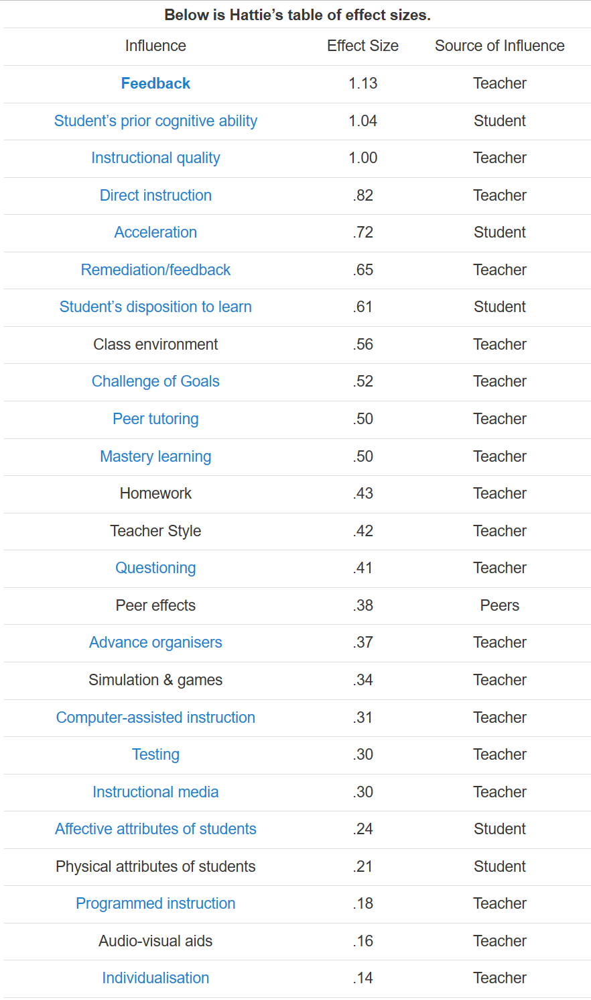 Below is Hattie’s table of effect sizes.
Influence Effect Size Source of Influence
Feedback 1.13 Teacher
Student’s prior cognitive ability 1.04 Student
Instructional quality 1.00 Teacher
Direct instruction .82 Teacher
Acceleration .72 Student
Remediation/feedback .65 Teacher
Student’s disposition to learn .61 Student
Class environment .56 Teacher
Challenge of Goals .52 Teacher
Peer tutoring .50 Teacher
Mastery learning .50 Teacher
Homework .43 Teacher
Teacher Style .42 Teacher
Questioning .41 Teacher
Peer effects .38 Peers
Advance organisers .37 Teacher
Simulation & games .34 Teacher
Computer-assisted instruction .31 Teacher
Testing .30 Teacher
Instructional media .30 Teacher
Affective attributes of students .24 Student
Physical attributes of students .21 Student
Programmed instruction .18 Teacher
Audio-visual aids .16 Teacher
Individualisation .14 Teacher